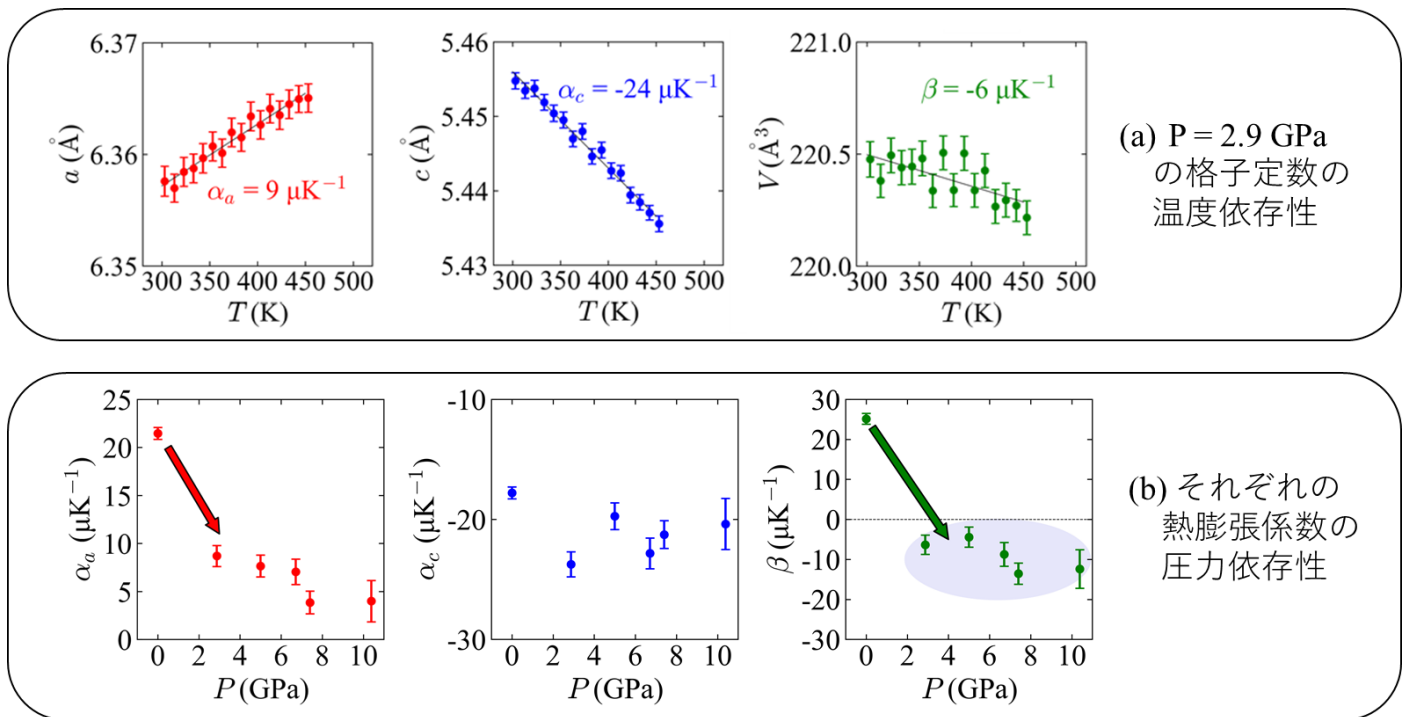 6.37
6.36
6.35
a (Å)
αₐ = 9 μK⁻¹
300 350 400 450 500
T (K)
5.46
5.45
5.44
5.43
c (Å)
α_c = -24 μK⁻¹
300 350 400 450 500
T (K)
221.0
220.5
220.0
V (Å³)
β = -6 μK⁻¹
300 350 400 450 500
T (K)
(a) P = 2.9 GPa
の格子定数の
温度依存性
25
20
15
10
5
0
αₐ (μK⁻¹)
0 2 4 6 8 10
P (GPa)
-10
-20
-30
α_c (μK⁻¹)
0 2 4 6 8 10
P (GPa)
30
20
10
0
-10
-20
-30
β (μK⁻¹)
0 2 4 6 8 10
P (GPa)
(b) それぞれの
熱膨張係数の
圧力依存性